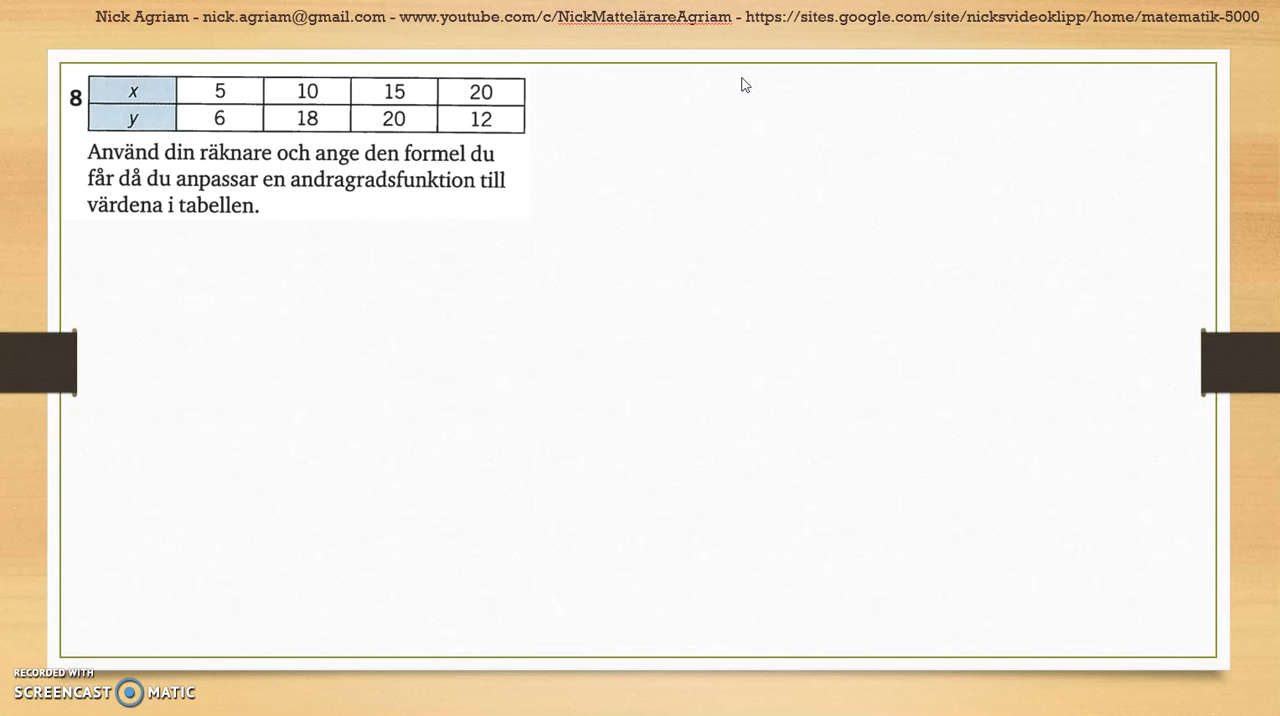 Nick Agriam - nick.agriam@gmail.com - www.youtube.com/c/NickMattelärareAgriam - https://sites.google.com/site/nicksvideoklipp/home/matematik-5000
8
x 5 10 15 20
y 6 18 20 12
Använd din räknare och ange den formel du
får då du anpassar en andragradsfunktion till
värdena i tabellen.
RECORDED WITH
SCREENCAST MATIC